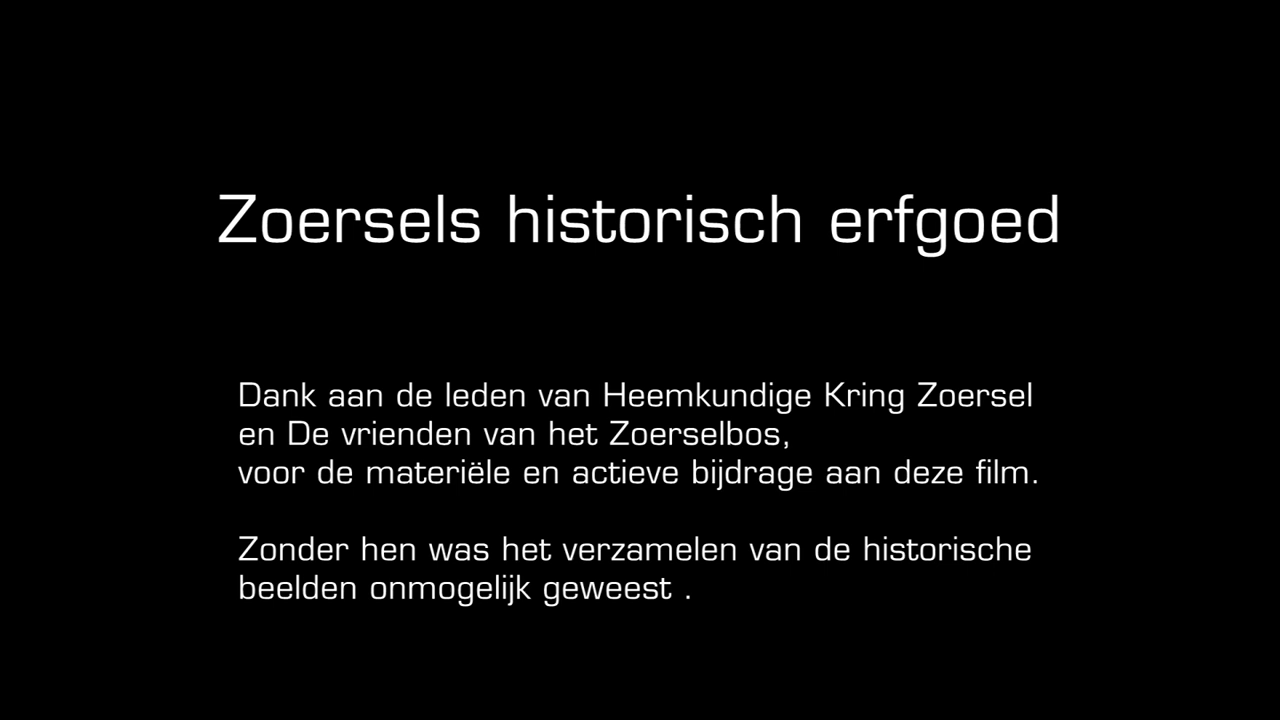 Zoersels historisch erfgoed
Dank aan de leden van Heemkundige Kring Zoersel
en De vrienden van het Zoerselbos,
voor de materiële en actieve bijdrage aan deze film.
Zonder hen was het verzamelen van de historische
beelden onmogelijk geweest .